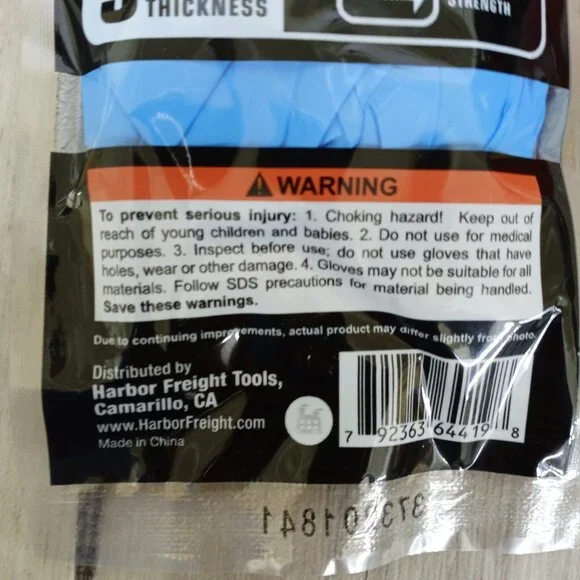 THICKNESS
STRENGTH
WARNING
To prevent serious injury: 1. Choking hazard! Keep out of
reach of young children and babies. 2. Do not use for medical
purposes. 3. Inspect before use; do not use gloves that have
holes, wear or other damage. 4. Gloves may not be suitable for all
materials. Follow SDS precautions for material being handled.
Save these warnings.
Due to continuing improvements, actual product may differ slightly from photo.
Distributed by
Harbor Freight Tools,
Camarillo, CA
www.HarborFreight.com
Made in China
7 92363 64419 8